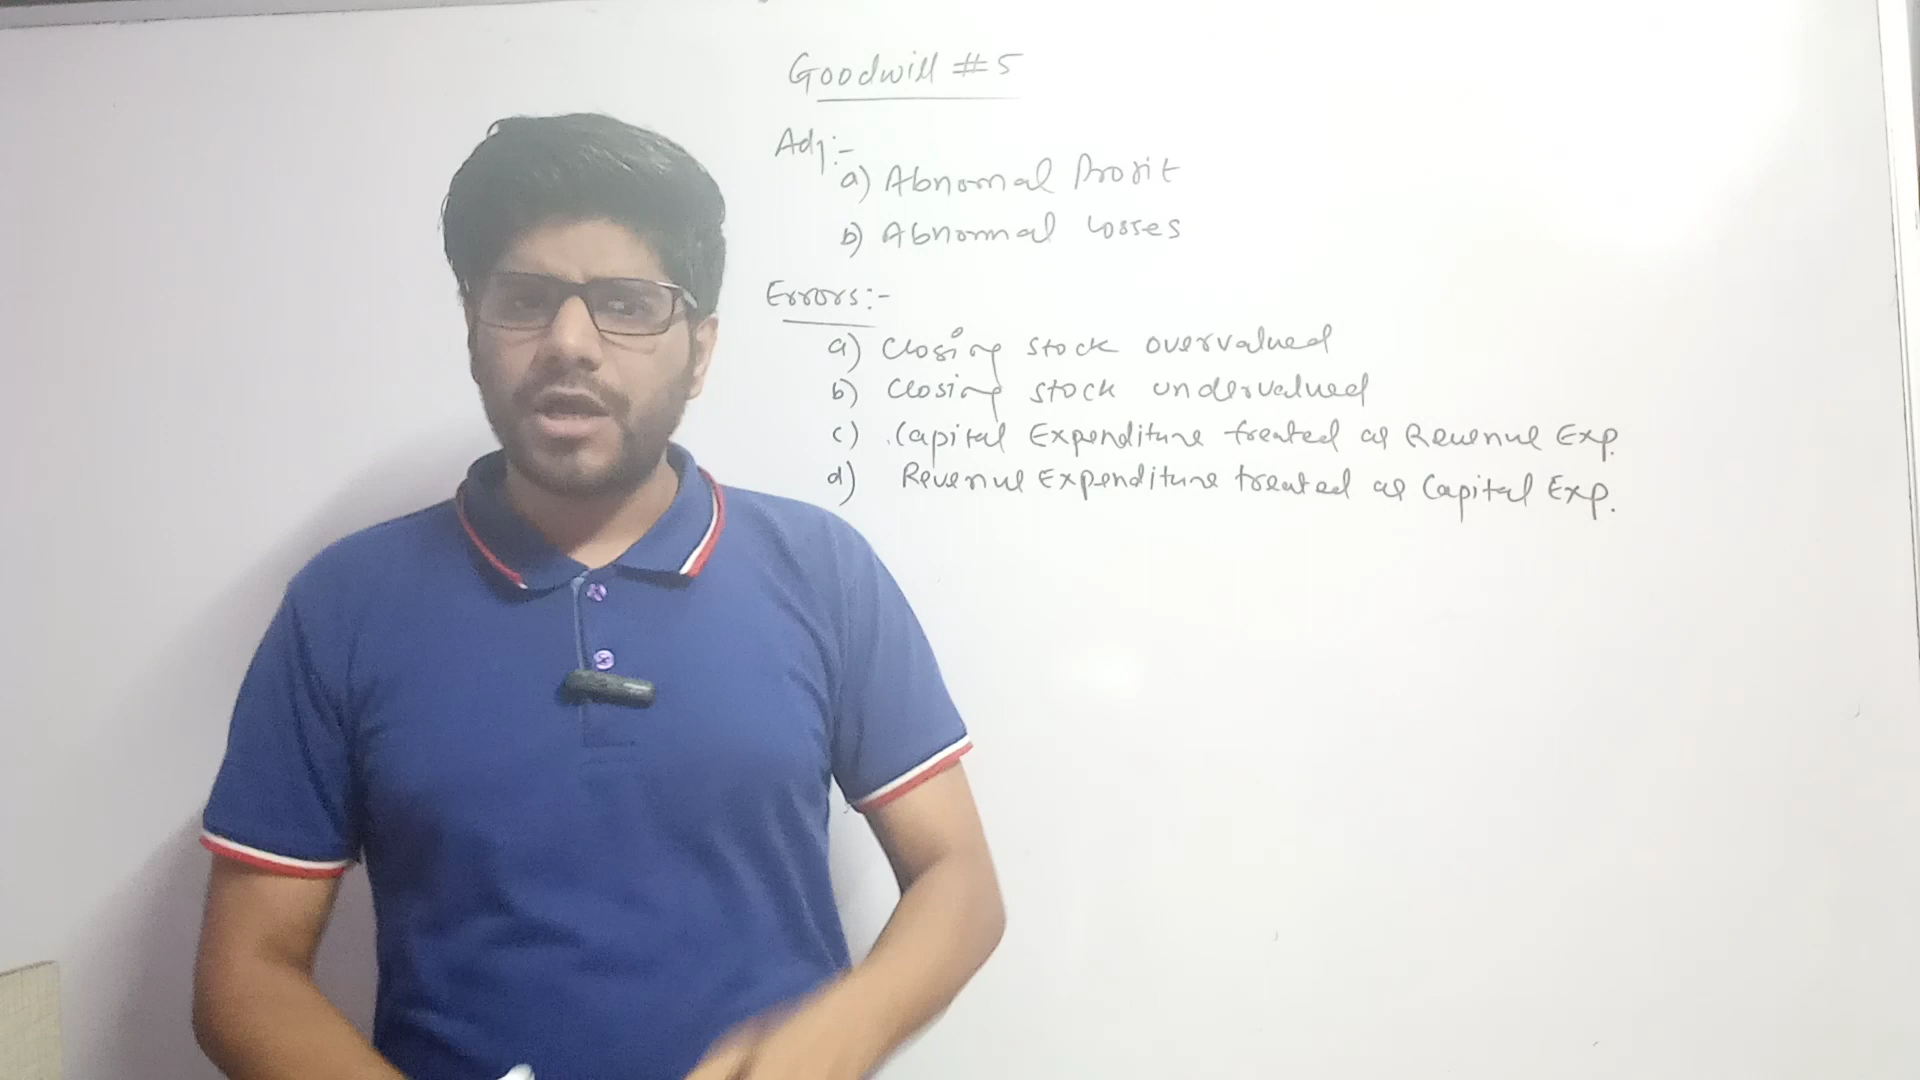 Goodwill #5
Adj:-
a) Abnormal Profit
b) Abnormal Losses
Errors:-
a) Closing Stock overvalued
b) Closing Stock undervalued
c) Capital Expenditure treated as Revenue Exp.
d) Revenue Expenditure treated as Capital Exp.